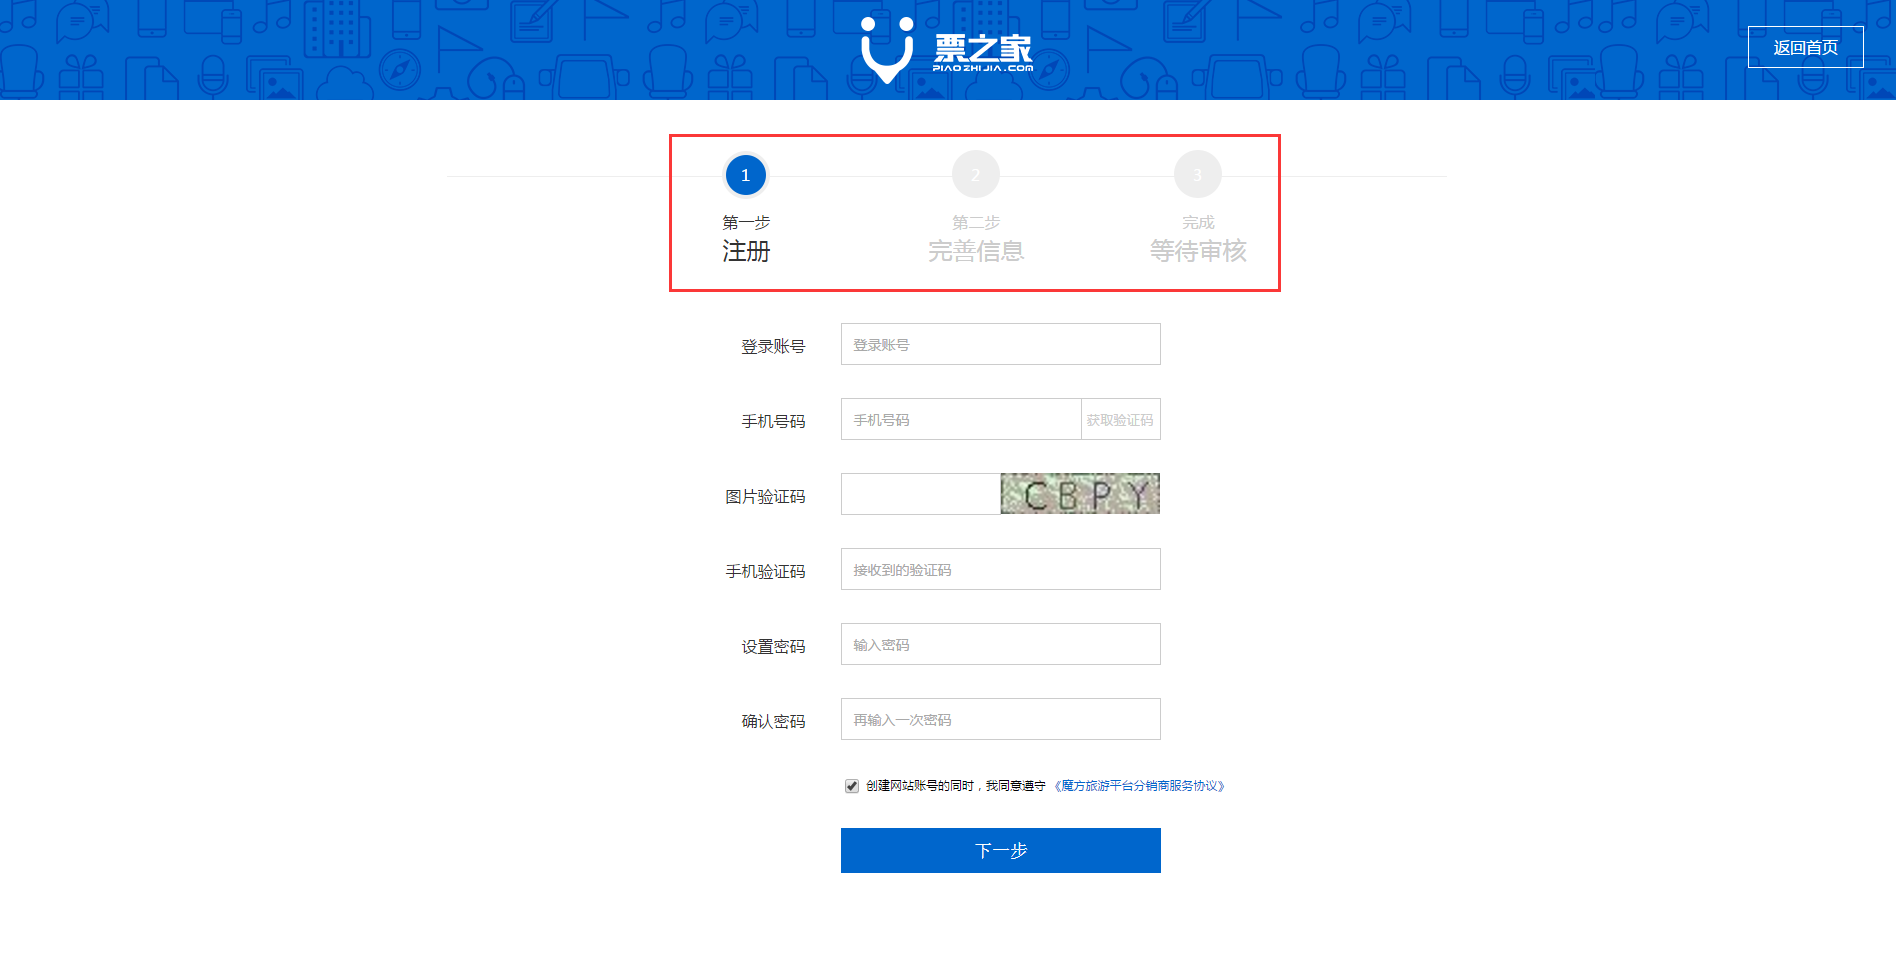 票之家
PIAOZHIJIA.COM
返回首页
1
2
3
第一步
第二步
完成
注册
完善信息
等待审核
登录账号 登录账号
手机号码 手机号码 获取验证码
图片验证码 CBPY
手机验证码 接收到的验证码
设置密码 输入密码
确认密码 再输入一次密码
创建网站账号的同时，我同意遵守 《魔方旅游平台分销商服务协议》
下一步